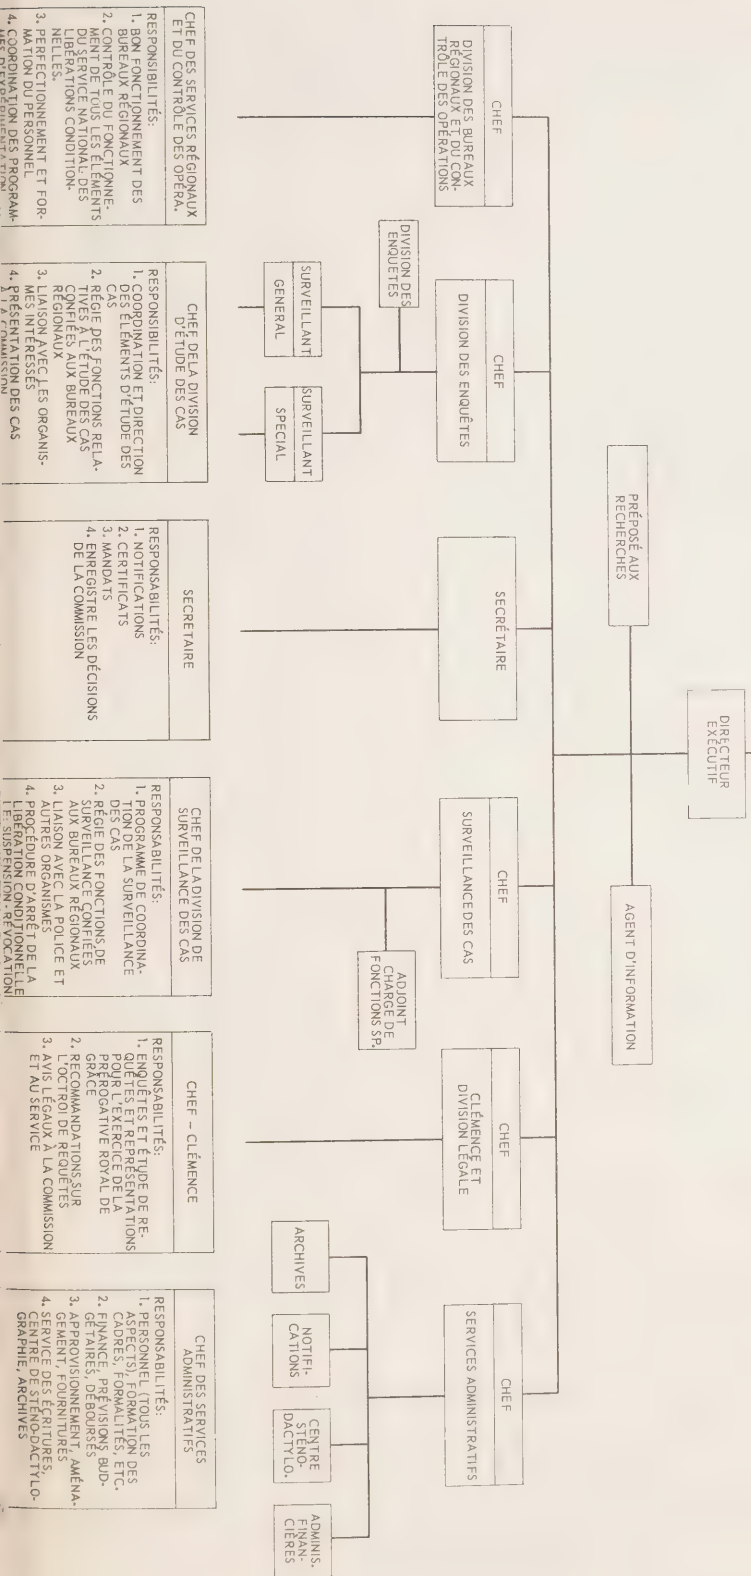 DIRECTEUR
EXÉCUTIF
PRÉPOSÉ AUX
RECHERCHES
AGENT D'INFORMATION
CHEF
DIVISION DES BUREAUX
RÉGIONAUX ET DU CON-
TRÔLE DES OPÉRATIONS
CHEF
DIVISION DES ENQUÊTES
SECRÉTAIRE
CHEF
SURVEILLANCE DES CAS
CHEF
CLÉMENCE ET
DIVISION LÉGALE
CHEF
SERVICES ADMINISTRATIFS
DIVISION DES
ENQUÊTES
SURVEILLANT
GENERAL
SURVEILLANT
SPECIAL
ADJOINT
CHARGE DE
FONCTIONS SP.
ARCHIVES
NOTIFI-
CATIONS
CENTRE
STÉNO-
DACTYLO.
ADMINIS.
FINAN-
CIÈRES
CHEF DES SERVICES RÉGIONAUX
ET DU CONTRÔLE DES OPÉRA.
RESPONSIBILITÉS:
1. BON FONCTIONNEMENT DES
BUREAUX RÉGIONAUX
2. CONTRÔLE DU FONCTIONNE-
MENT DE TOUS LES ÉLÉMENTS
DU SERVICE NATIONAL DES
LIBÉRATIONS CONDITION-
NELLES.
3. PERFECTIONNEMENT ET FOR-
MATION DU PERSONNEL
4. COORDINATION DES PROGRAM-
MES D'EXPÉRIMENTATION
CHEF DELA DIVISION
D'ÉTUDE DES CAS
RESPONSIBILITÉS:
1. COORDINATION ET DIRECTION
DES ÉLÉMENTS D'ÉTUDE DES
CAS
2. RÉGIE DES FONCTIONS RELA-
TIVES À L'ÉTUDE DES CAS
CONFIÉES AUX BUREAUX
RÉGIONAUX
3. LIAISON AVEC LES ORGANIS-
MES INTÉRESSÉS
4. PRÉSENTATION DES CAS
À LA COMMISSION
SECRETAIRE
RESPONSABILITÉS:
1. NOTIFICATIONS
2. CERTIFICATS
3. MANDATS
4. ENREGISTRE LES DÉCISIONS
DE LA COMMISSION
CHEF DE LA DIVISION DE
SURVEILLANCE DES CAS
RESPONSABILITÉS:
1. PROGRAMME DE COORDINA-
TION DE LA SURVEILLANCE
DES CAS
2. RÉGIE DES FONCTIONS DE
SURVEILLANCE CONFIÉES
AUX BUREAUX RÉGIONAUX
3. LIAISON AVEC LA POLICE ET
AUTRES ORGANISMES
4. PROCÉDURE D'ARRÊT DE LA
LIBÉRATION CONDITIONNELLE
I.E: SUSPENSION - RÉVOCATION
CHEF – CLÉMENCE
RESPONSABILITÉS:
1. ENQUÊTES ET ÉTUDE DE RE-
QUÊTES ET REPRÉSENTATIONS
POUR L'EXERCICE DE LA
PRÉROGATIVE ROYAL DE
GRÂCE
2. RECOMMANDATIONS SUR
L'OCTROI DE REQUÊTES
3. AVIS LÉGAUX À LA COMMISSION
ET AU SERVICE
CHEF DES SERVICES
ADMINISTRATIFS
RESPONSABILITÉS:
1. PERSONNEL (TOUS LES
ASPECTS), FORMATION DES
CADRES, FORMALITÉS, ETC.
2. FINANCE, PRÉVISIONS BUD-
GÉTAIRES, DÉBOURSÉS
3. APPROVISIONNEMENT, AMÉNA-
GEMENT, FOURNITURES
4. SERVICE DES ÉCRITURES,
CENTRE DE STÉNO-DACTYLO-
GRAPHIE, ARCHIVES